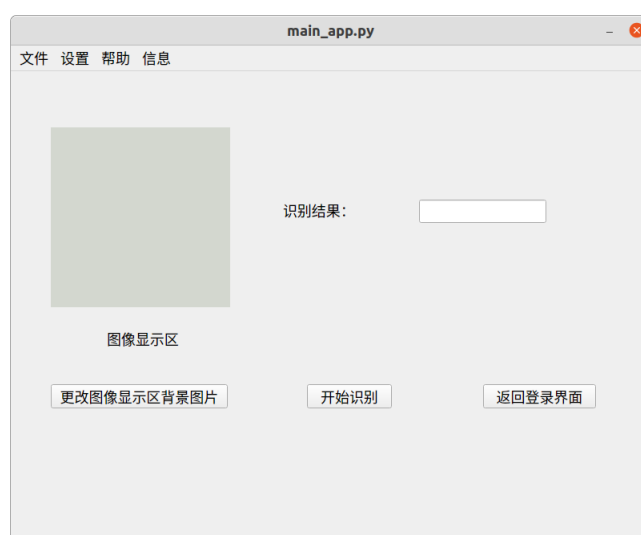 main_app.py
文件 设置 帮助 信息
识别结果：
图像显示区
更改图像显示区背景图片 开始识别 返回登录界面